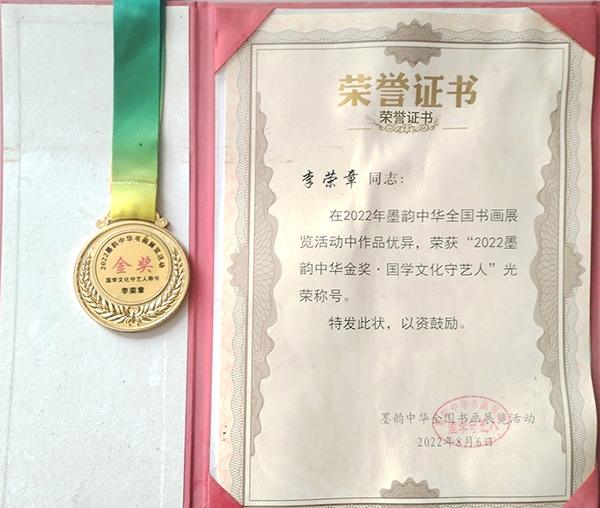 2022墨韵中华书画展览活动
金奖
国学文化守艺人称号
李荣章
荣誉证书
荣誉证书
李荣章 同志：
在2022年墨韵中华全国书画展
览活动中作品优异，荣获“2022墨
韵中华金奖·国学文化守艺人”光
荣称号。
特发此状，以资鼓励。
墨韵中华全国书画展览活动
国学守艺人
2022年8月6日